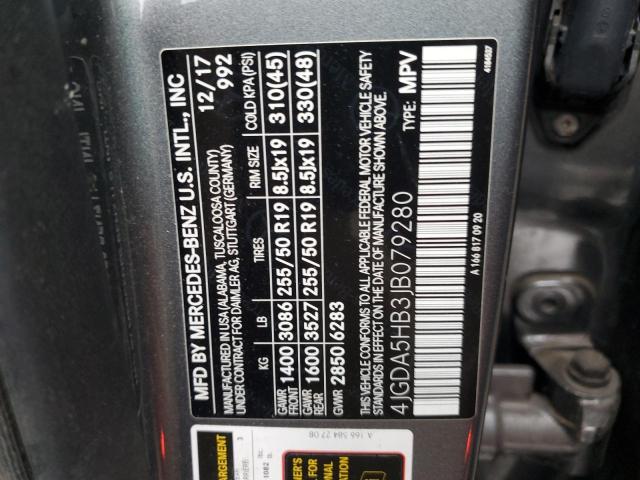 MFD BY MERCEDES-BENZ U.S. INTL., INC
MANUFACTURED IN USA (ALABAMA, TUSCALOOSA COUNTY)
UNDER CONTRACT FOR DAIMLER AG, STUTTGART (GERMANY)
12/17
992
KG LB TIRES RIM SIZE COLD KPA (PSI)
GAWR FRONT 1400 3086 255/50 R19 8.5Jx19 310(45)
GAWR REAR 1600 3527 255/50 R19 8.5Jx19 330(48)
GVWR 2850 6283
THIS VEHICLE CONFORMS TO ALL APPLICABLE FEDERAL MOTOR VEHICLE SAFETY
STANDARDS IN EFFECT ON THE DATE OF MANUFACTURE SHOWN ABOVE.
4JGDA5HB3JB079280
TYPE: MPV
A 166 817 09 20
A 166 584 27 08
ARGEMENT
3
1082
FOR